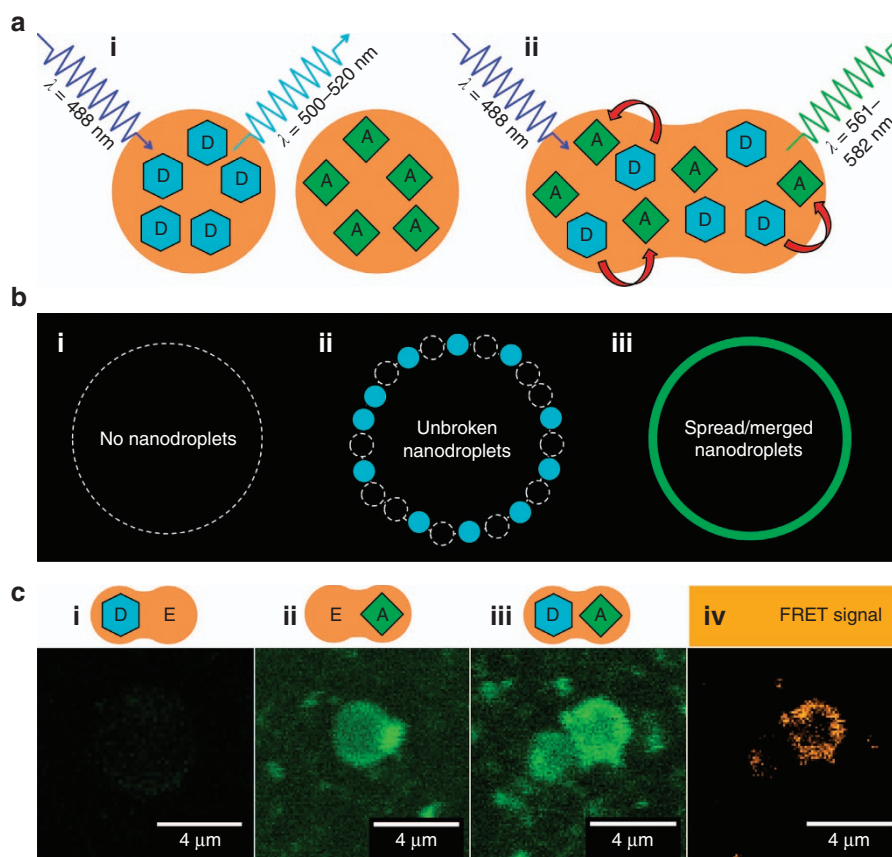 a
i
λ = 488 nm
λ = 500–520 nm
D
D
D
D
D
A
A
A
A
A
ii
λ = 488 nm
λ = 561–
582 nm
A
D
A
D
A
A
D
A
D
D
b
i
No nanodroplets
ii
Unbroken
nanodroplets
iii
Spread/merged
nanodroplets
c
i
D
E
ii
E
A
iii
D
A
iv
FRET signal
4 μm
4 μm
4 μm
4 μm